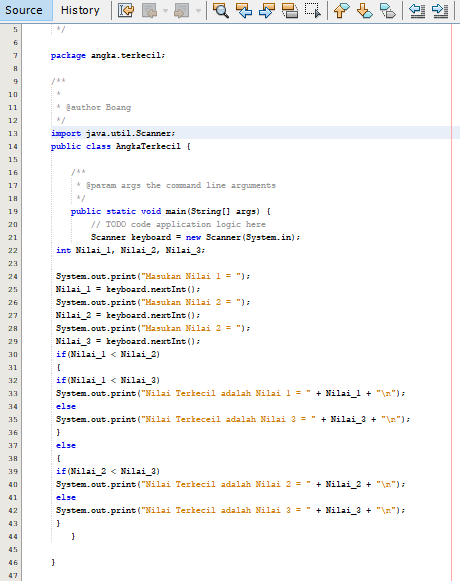 Source History
5 */
6
7 package angka.terkecil;
8
9 /**
10 *
11 * @author Boang
12 */
13 import java.util.Scanner;
14 public class AngkaTerkecil {
15
16 /**
17 * @param args the command line arguments
18 */
19 public static void main(String[] args) {
20 // TODO code application logic here
21 Scanner keyboard = new Scanner(System.in);
22 int Nilai_1, Nilai_2, Nilai_3;
23
24 System.out.print("Masukan Nilai 1 = ");
25 Nilai_1 = keyboard.nextInt();
26 System.out.print("Masukan Nilai 2 = ");
27 Nilai_2 = keyboard.nextInt();
28 System.out.print("Masukan Nilai 2 = ");
29 Nilai_3 = keyboard.nextInt();
30 if(Nilai_1 < Nilai_2)
31 {
32 if(Nilai_1 < Nilai_3)
33 System.out.print("Nilai Terkecil adalah Nilai 1 = " + Nilai_1 + "\n");
34 else
35 System.out.print("Nilai Terkeceil adalah Nilai 3 = " + Nilai_3 + "\n");
36 }
37 else
38 {
39 if(Nilai_2 < Nilai_3)
40 System.out.print("Nilai Terkecil adalah Nilai 2 = " + Nilai_2 + "\n");
41 else
42 System.out.print("Nilai Terkecil adalah Nilai 3 = " + Nilai_3 + "\n");
43 }
44 }
45
46 }
47